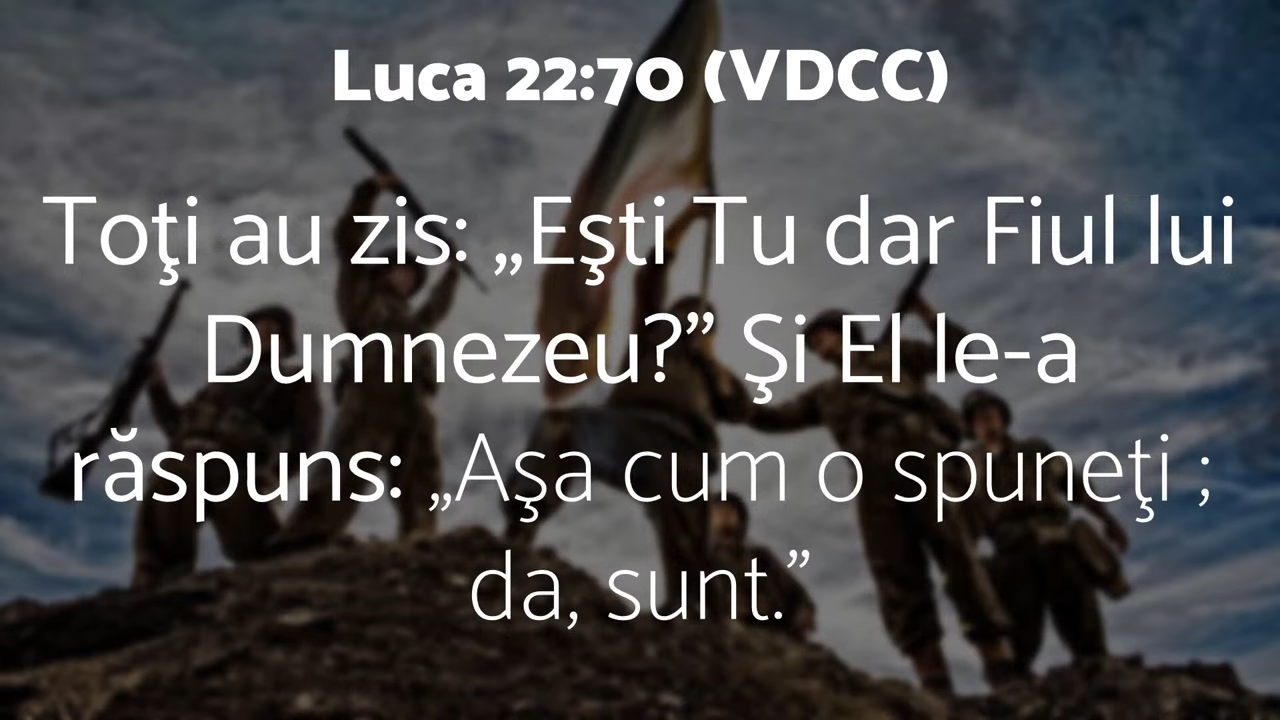 Luca 22:70 (VDCC)
Toţi au zis: „Eşti Tu dar Fiul lui
Dumnezeu?” Şi El le-a
răspuns: „Aşa cum o spuneţi ;
da, sunt.”